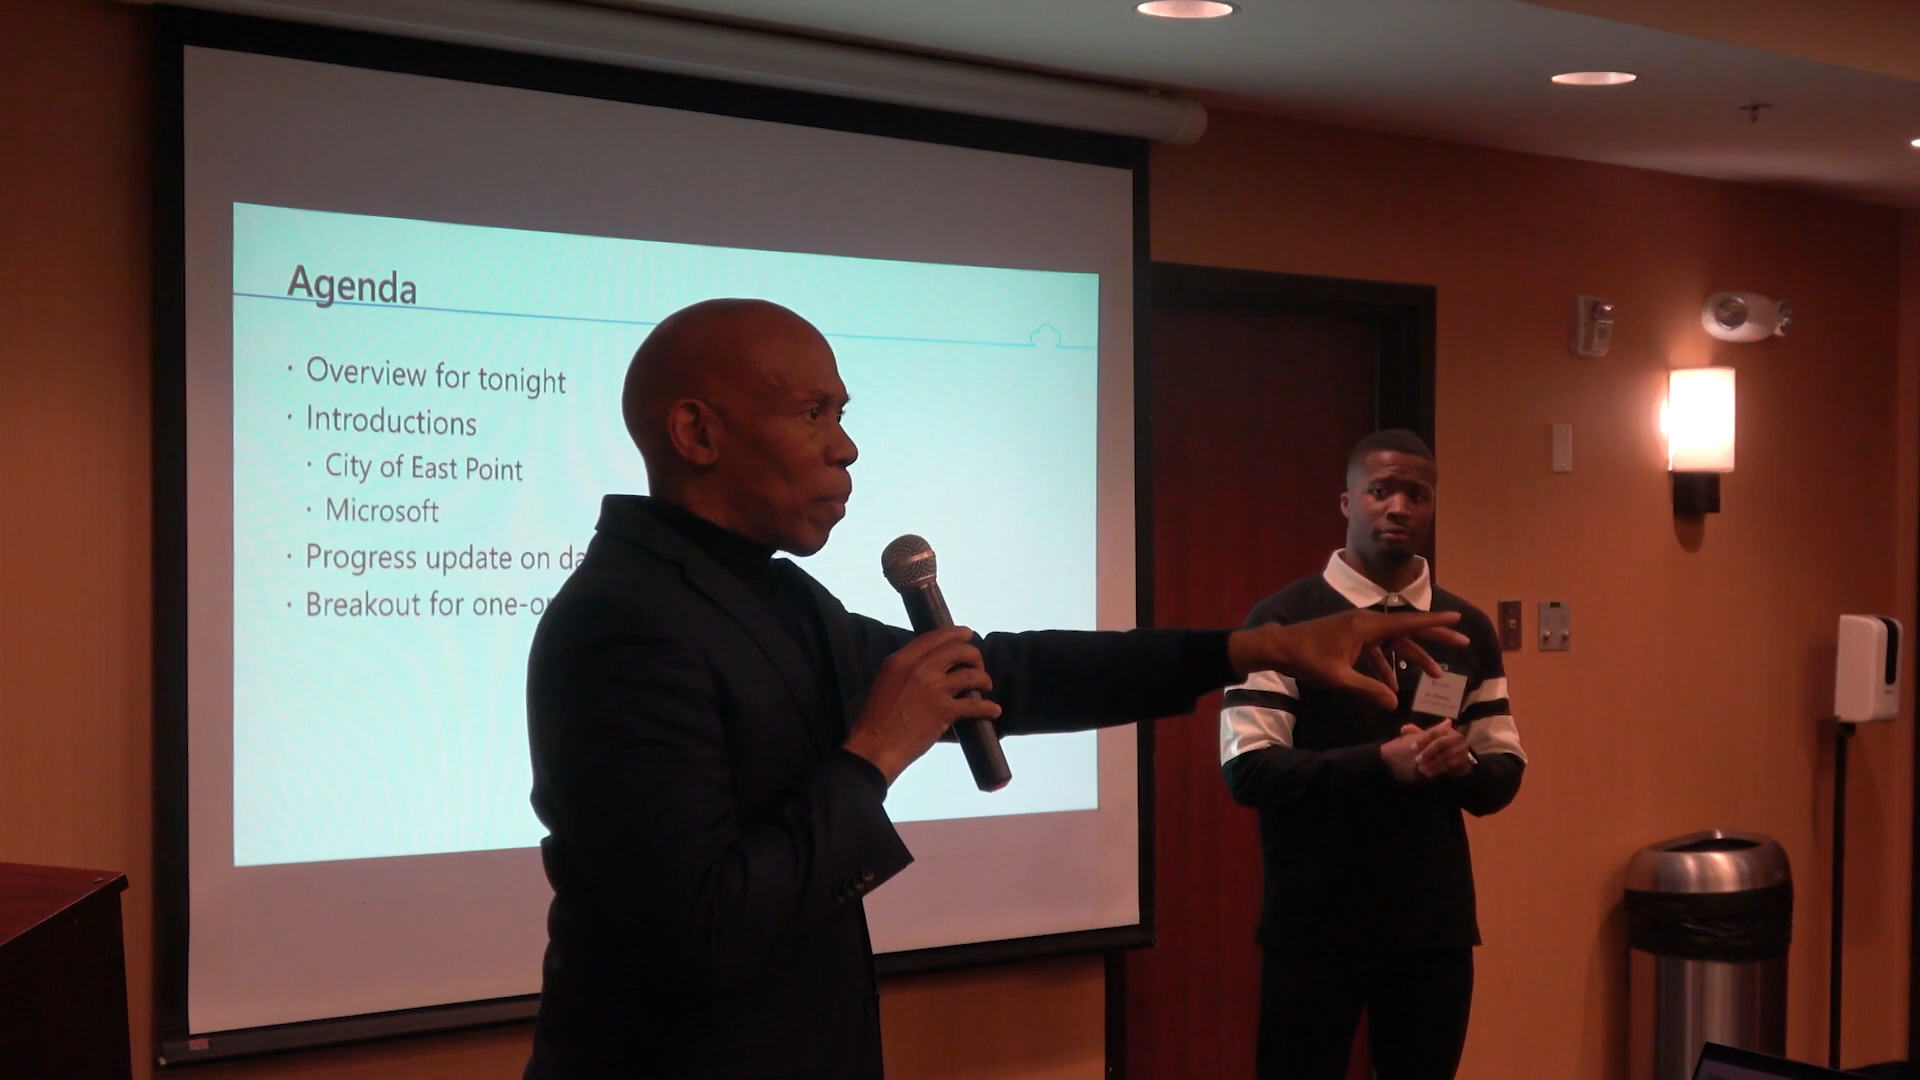 Agenda
· Overview for tonight
· Introductions
· City of East Point
· Microsoft
· Progress update on da
· Breakout for one-o